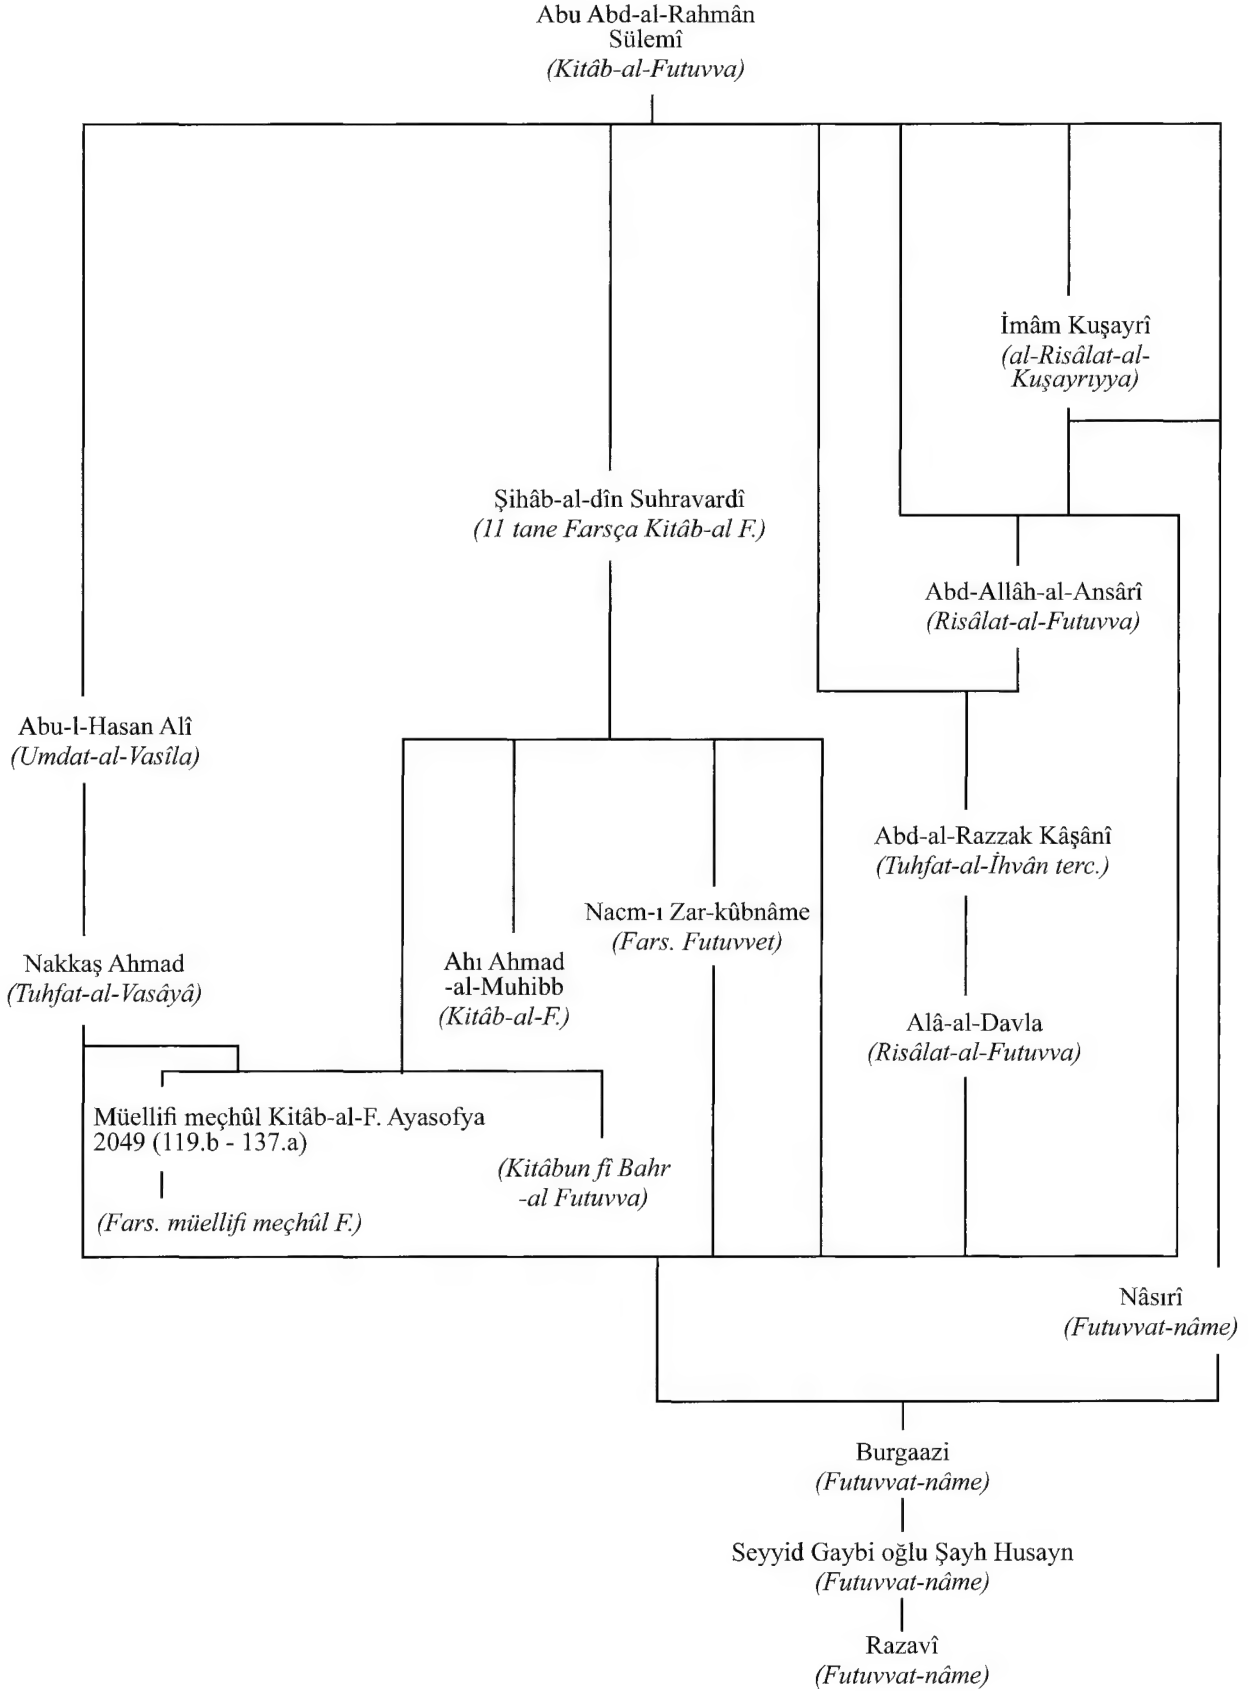 Abu Abd-al-Rahmân
Sülemî
(Kitâb-al-Futuvva)
İmâm Kuşayrî
(al-Risâlat-al-
Kuşayrıyya)
Şihâb-al-dîn Suhravardî
(11 tane Farsça Kitâb-al F.)
Abd-Allâh-al-Ansârî
(Risâlat-al-Futuvva)
Abu-l-Hasan Alî
(Umdat-al-Vasîla)
Abd-al-Razzak Kâşânî
(Tuhfat-al-İhvân terc.)
Nacm-ı Zar-kûbnâme
(Fars. Futuvvet)
Ahı Ahmad
-al-Muhibb
(Kitâb-al-F.)
Nakkaş Ahmad
(Tuhfat-al-Vasâyâ)
Alâ-al-Davla
(Risâlat-al-Futuvva)
Müellifi meçhûl Kitâb-al-F. Ayasofya
2049 (119.b - 137.a)
(Kitâbun fî Bahr
-al Futuvva)
(Fars. müellifi meçhûl F.)
Nâsırî
(Futuvvat-nâme)
Burgaazi
(Futuvvat-nâme)
Seyyid Gaybi oğlu Şayh Husayn
(Futuvvat-nâme)
Razavî
(Futuvvat-nâme)